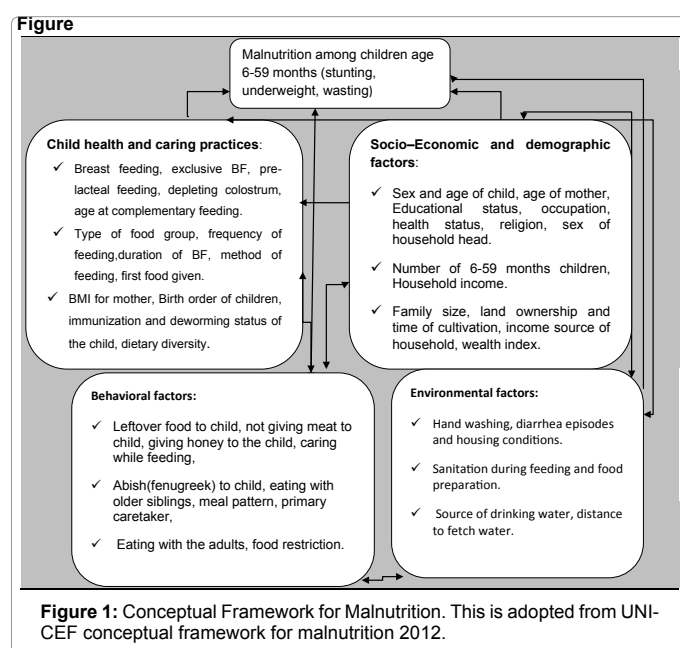 Figure
Malnutrition among children age
6-59 months (stunting,
underweight, wasting)
Child health and caring practices:
✓ Breast feeding, exclusive BF, pre-
lacteal feeding, depleting colostrum,
age at complementary feeding.
✓ Type of food group, frequency of
feeding,duration of BF, method of
feeding, first food given.
✓ BMI for mother, Birth order of children,
immunization and deworming status of
the child, dietary diversity.
Socio–Economic and demographic
factors:
✓ Sex and age of child, age of mother,
Educational status, occupation,
health status, religion, sex of
household head.
✓ Number of 6-59 months children,
Household income.
✓ Family size, land ownership and
time of cultivation, income source of
household, wealth index.
Behavioral factors:
✓ Leftover food to child, not giving meat to
child, giving honey to the child, caring
while feeding,
✓ Abish(fenugreek) to child, eating with
older siblings, meal pattern, primary
caretaker,
✓ Eating with the adults, food restriction.
Environmental factors:
✓ Hand washing, diarrhea episodes
and housing conditions.
✓ Sanitation during feeding and food
preparation.
✓ Source of drinking water, distance
to fetch water.
Figure 1: Conceptual Framework for Malnutrition. This is adopted from UNI-
CEF conceptual framework for malnutrition 2012.